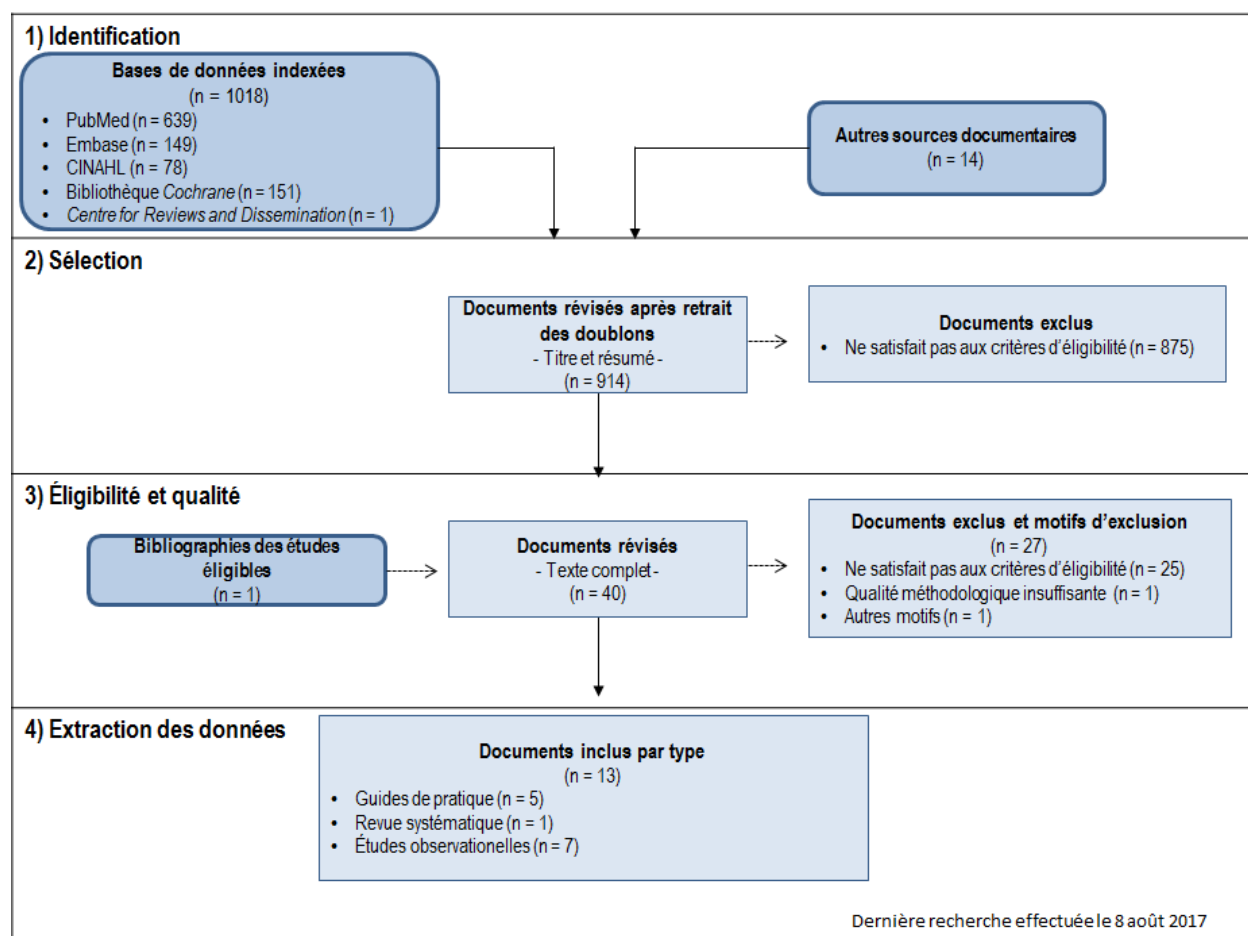 1) Identification
Bases de données indexées
(n = 1018)
• PubMed (n = 639)
• Embase (n = 149)
• CINAHL (n = 78)
• Bibliothèque Cochrane (n = 151)
• Centre for Reviews and Dissemination (n = 1)
Autres sources documentaires
(n = 14)
2) Sélection
Documents révisés après retrait
des doublons
- Titre et résumé -
(n = 914)
Documents exclus
• Ne satisfait pas aux critères d'éligibilité (n = 875)
3) Éligibilité et qualité
Bibliographies des études
éligibles
(n = 1)
Documents révisés
- Texte complet -
(n = 40)
Documents exclus et motifs d'exclusion
(n = 27)
• Ne satisfait pas aux critères d'éligibilité (n = 25)
• Qualité méthodologique insuffisante (n = 1)
• Autres motifs (n = 1)
4) Extraction des données
Documents inclus par type
(n = 13)
• Guides de pratique (n = 5)
• Revue systématique (n = 1)
• Études observationelles (n = 7)
Dernière recherche effectuée le 8 août 2017